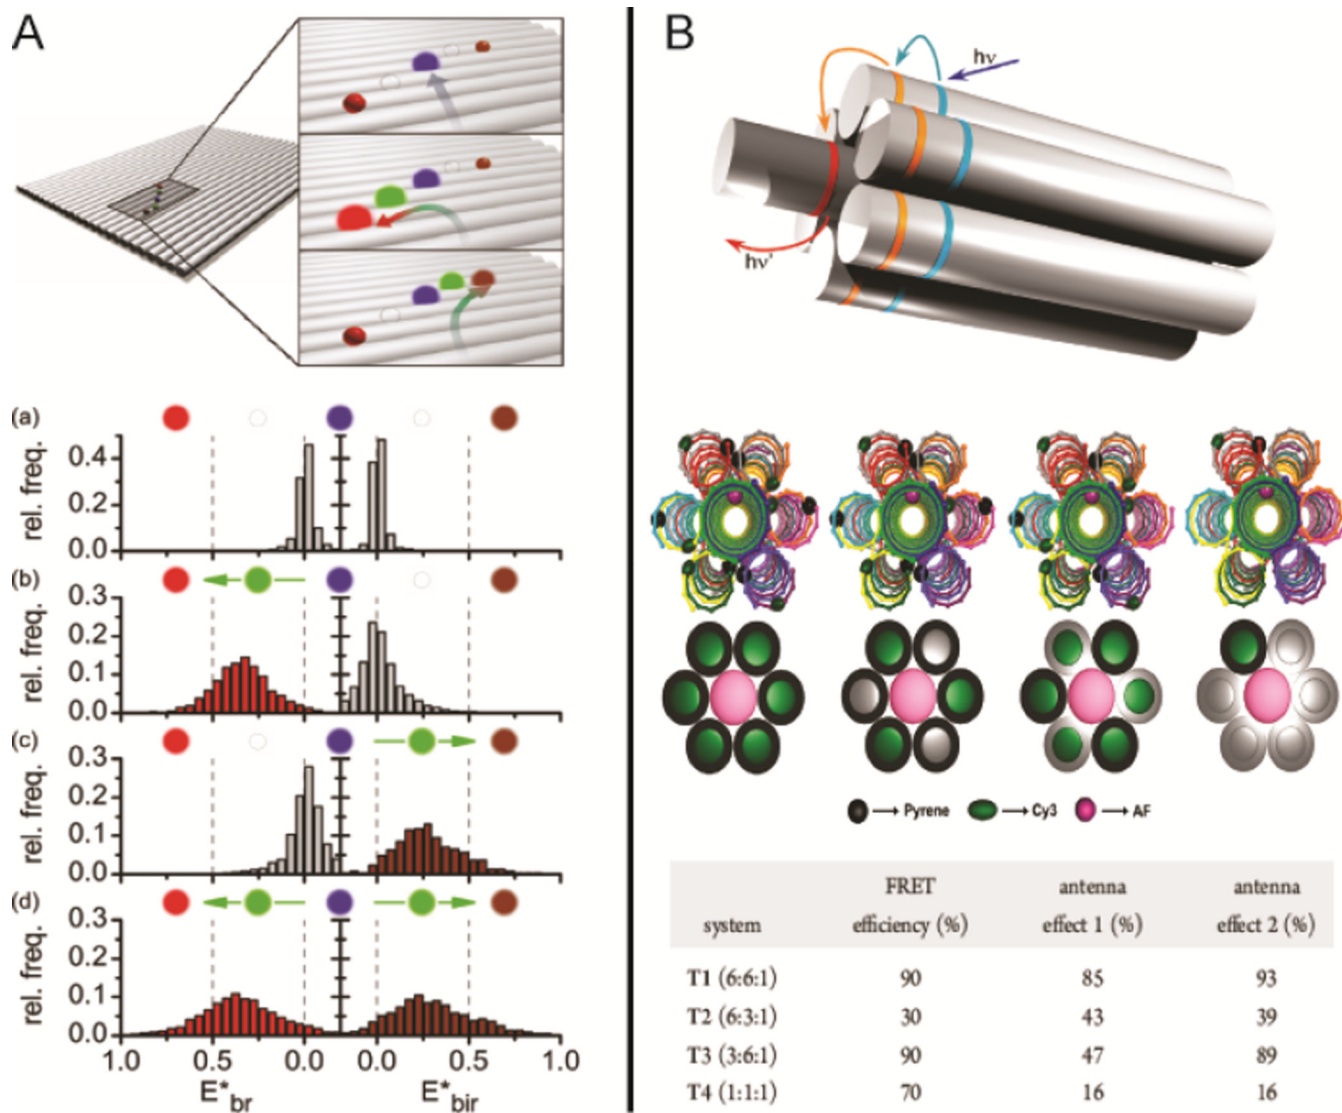 A
B
hν
hν'
(a)
rel. freq.
0.4
0.2
0.0
(b)
rel. freq.
0.3
0.2
0.1
0.0
(c)
rel. freq.
0.3
0.2
0.1
0.0
(d)
rel. freq.
0.3
0.2
0.1
0.0
1.0 0.5 0.0 0.0 0.5 1.0
E*br E*bir
Pyrene Cy3 AF
FRET antenna antenna
system efficiency (%) effect 1 (%) effect 2 (%)
T1 (6:6:1) 90 85 93
T2 (6:3:1) 30 43 39
T3 (3:6:1) 90 47 89
T4 (1:1:1) 70 16 16